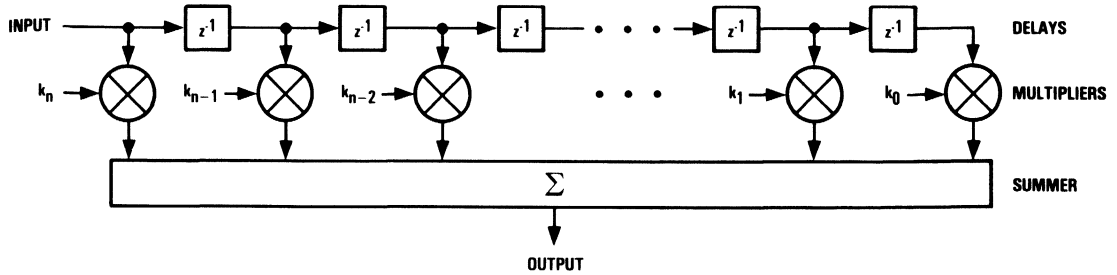 INPUT z⁻¹ z⁻¹ z⁻¹ • • • z⁻¹ z⁻¹ DELAYS
kₙ kₙ₋₁ kₙ₋₂ • • • k₁ k₀ MULTIPLIERS
Σ SUMMER
OUTPUT